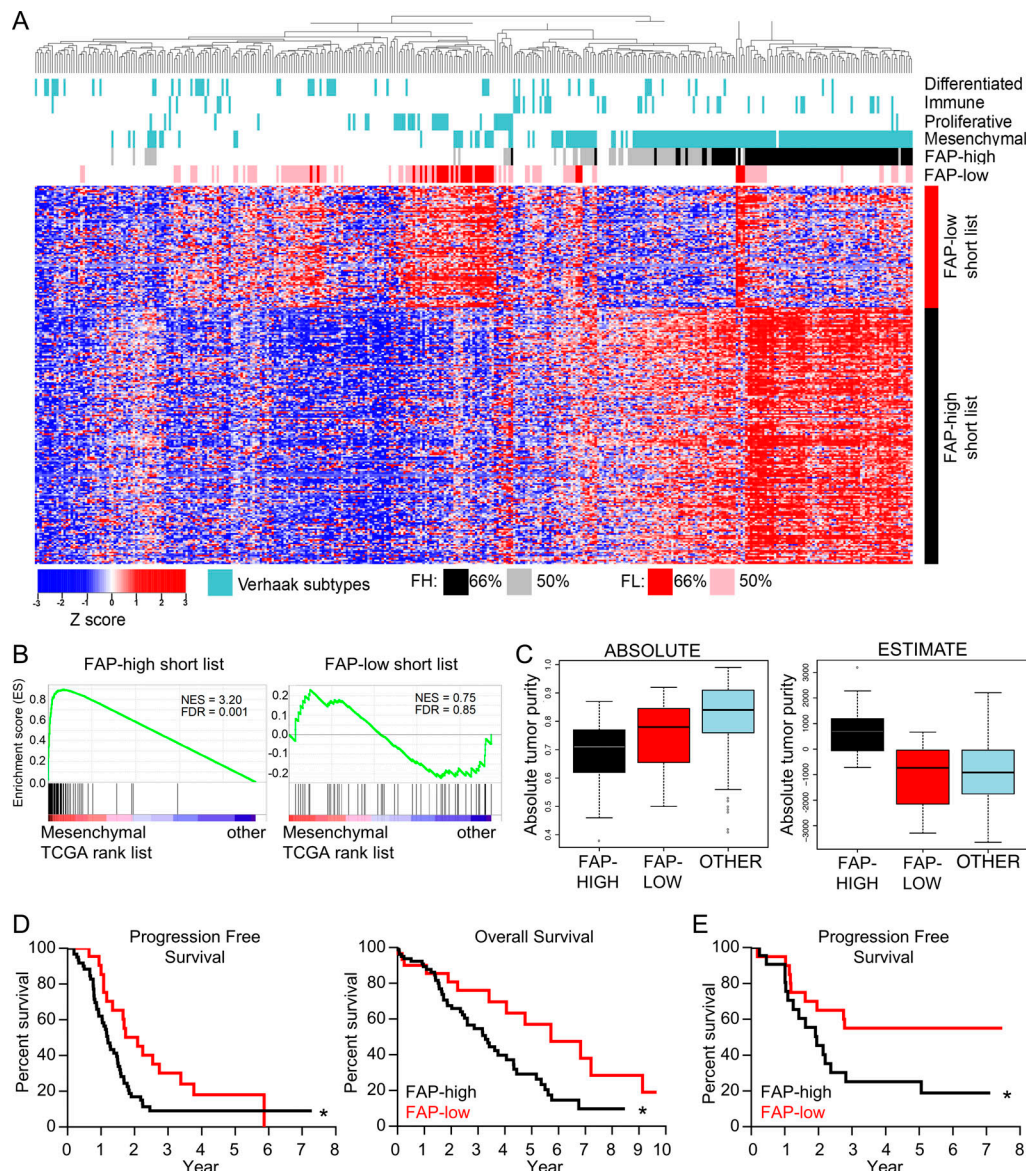 A
Differentiated
Immune
Proliferative
Mesenchymal
FAP-high
FAP-low
FAP-low
short list
FAP-high
short list
-3 -1 0 1 3
Z score
Verhaak subtypes
FH: 66% 50%
FL: 66% 50%
B
FAP-high short list
FAP-low short list
Enrichment score (ES)
0.8
0.6
0.4
0.2
0.0
NES = 3.20
FDR = 0.001
0.2
0.1
0.0
-0.1
-0.2
NES = 0.75
FDR = 0.85
Mesenchymal other
TCGA rank list
Mesenchymal other
TCGA rank list
C
ABSOLUTE
Absolute tumor purity
1.0
0.9
0.8
0.7
0.6
0.5
0.4
FAP-
HIGH
FAP-
LOW
OTHER
ESTIMATE
Absolute tumor purity
3000
2000
1000
0
-1000
-2000
-3000
FAP-
HIGH
FAP-
LOW
OTHER
D
Progression Free
Survival
Percent survival
100
80
60
40
20
0
*
0 1 2 3 4 5 6 7 8
Year
Overall Survival
Percent survival
100
80
60
40
20
0
FAP-high
FAP-low
*
0 1 2 3 4 5 6 7 8 9 10
Year
E
Progression Free
Survival
Percent survival
100
80
60
40
20
0
FAP-high
FAP-low
*
0 1 2 3 4 5 6 7 8
Year